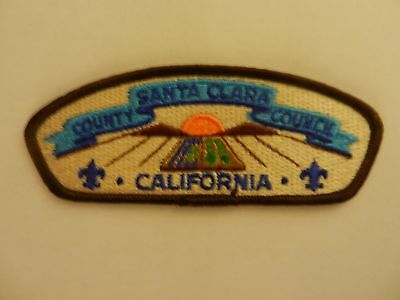 SANTA CLARA
COUNTY COUNCIL
• CALIFORNIA •